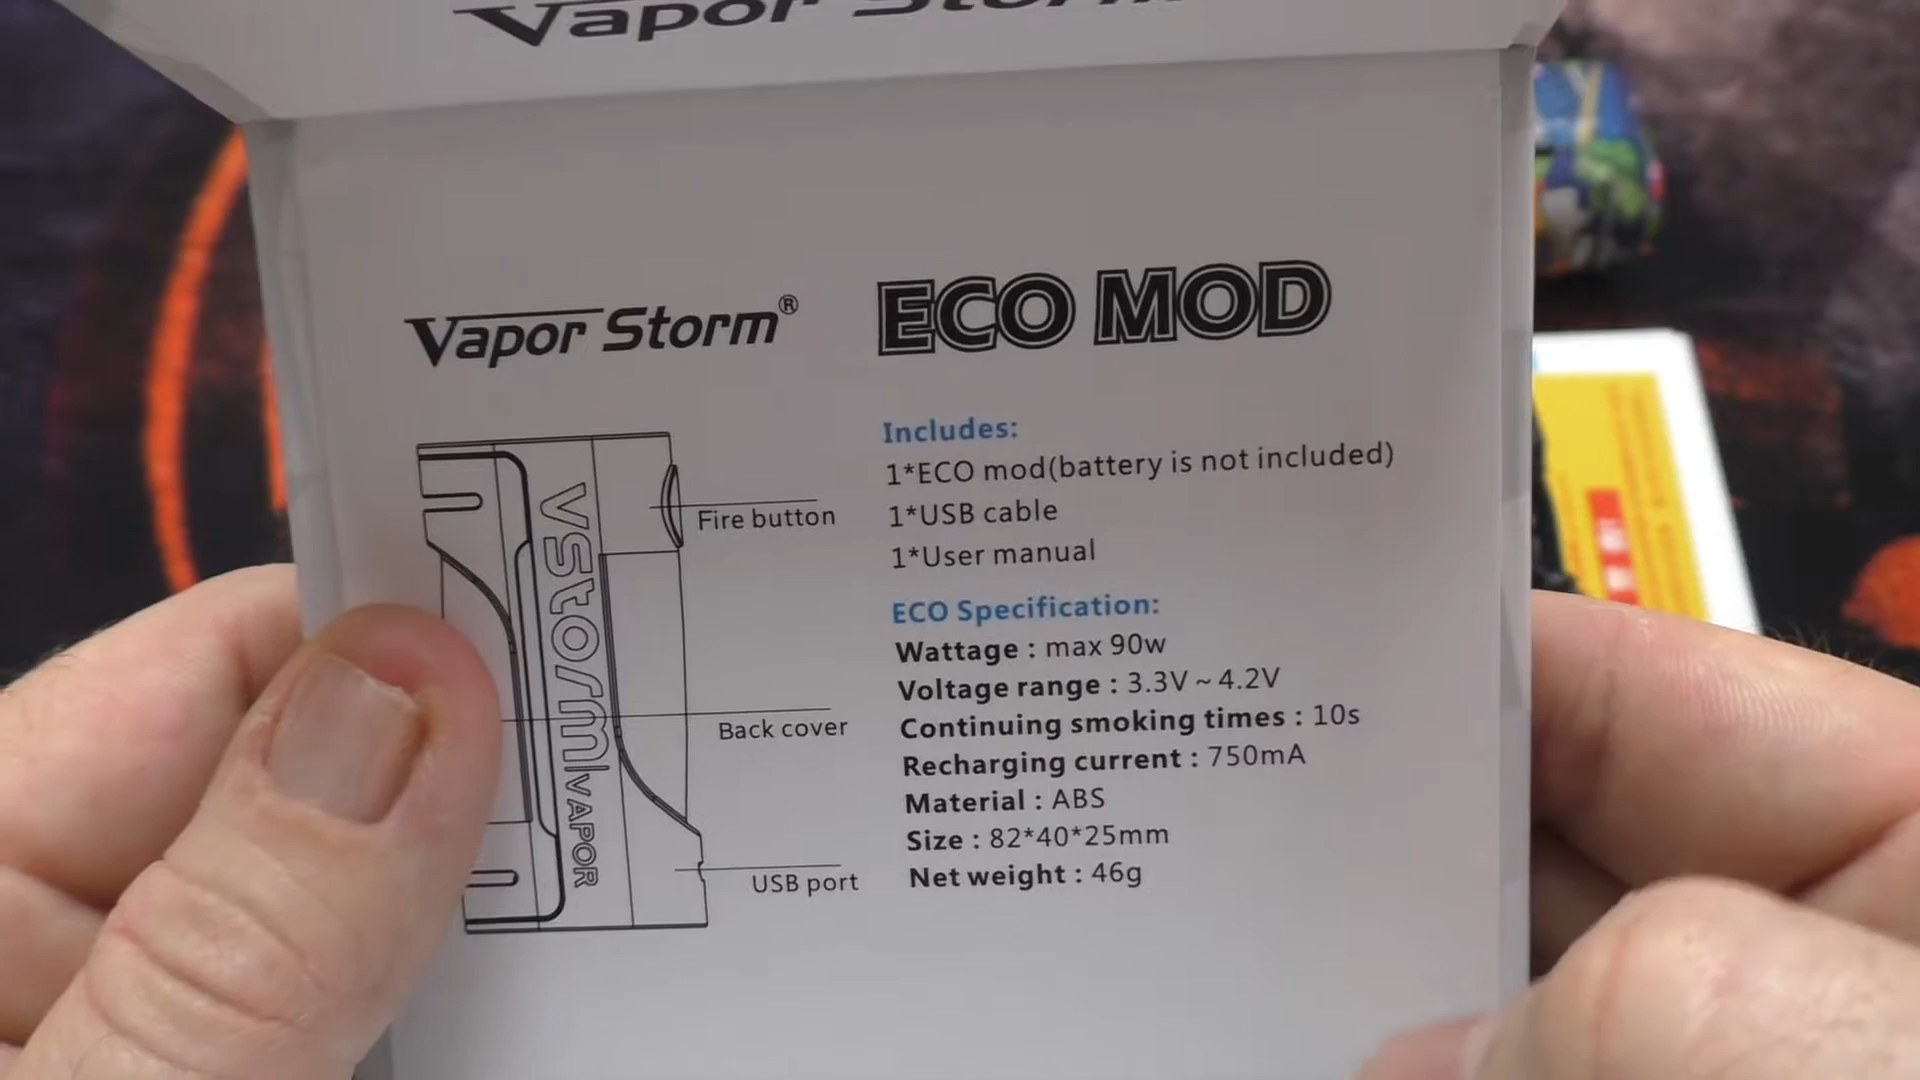 Vapor Storm
Vapor Storm® ECO MOD
Includes:
1*ECO mod(battery is not included)
1*USB cable
1*User manual
ECO Specification:
Wattage : max 90w
Voltage range : 3.3V ~ 4.2V
Continuing smoking times : 10s
Recharging current : 750mA
Material : ABS
Size : 82*40*25mm
Net weight : 46g
Fire button
Back cover
USB port
VStorm VAPOR